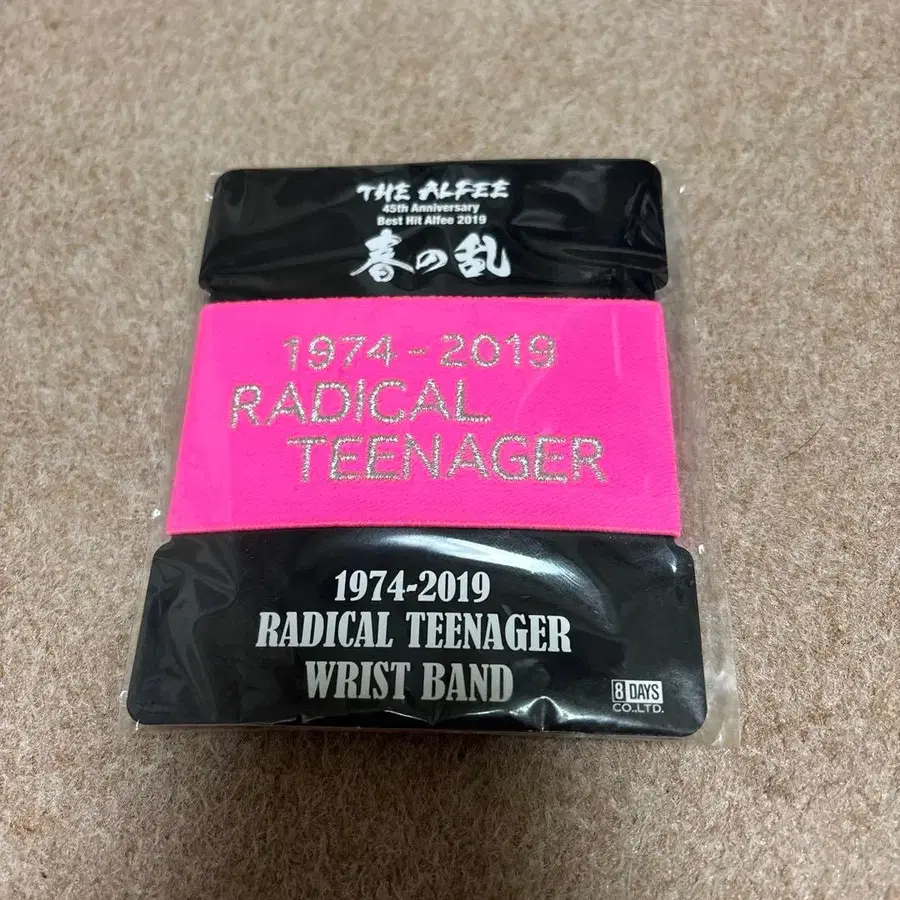 THE ALFEE
45th Anniversary
Best Hit Alfee 2019
春の乱
1974-2019
RADICAL
TEENAGER
1974-2019
RADICAL TEENAGER
WRIST BAND
8 DAYS
CO.,LTD.